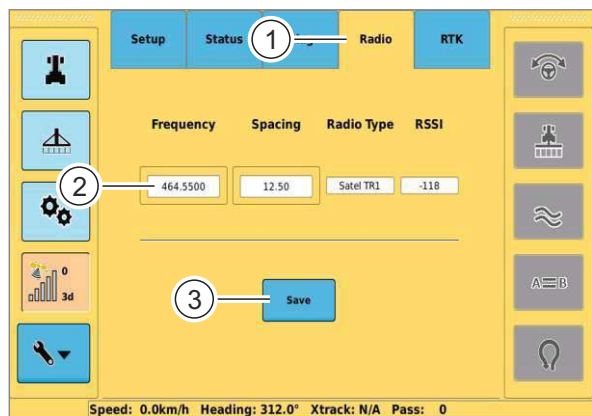 Setup Status Radio RTK
1
Frequency Spacing Radio Type RSSI
2
464.5500 12.50 Satel TR1 -118
0
3d
A B
3
Save
Speed: 0.0km/h Heading: 312.0° Xtrack: N/A Pass: 0